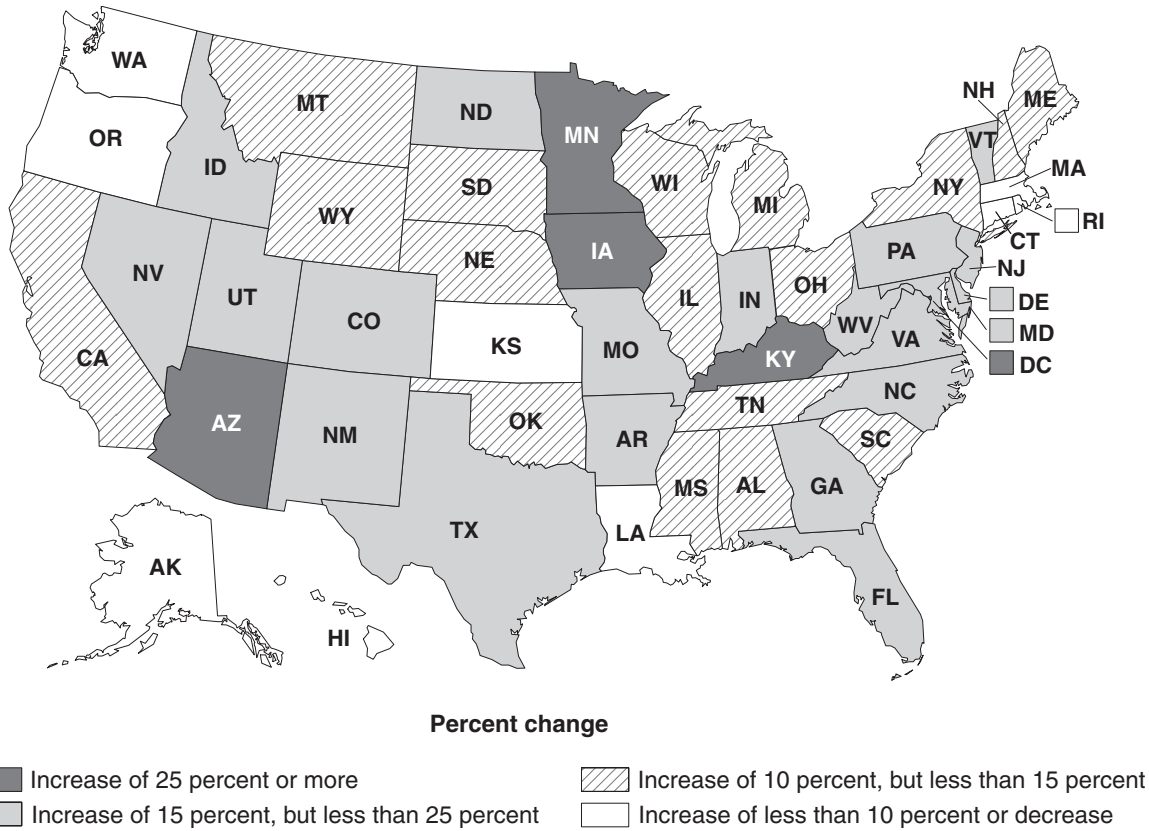 WA
NH
ME
MT
ND
OR
MN
VT
ID
MA
SD
WI
NY
WY
MI
RI
CT
IA
PA
NE
NJ
NV
OH
UT
IL
IN
DE
CO
WV
MD
KS
MO
VA
CA
KY
DC
NC
TN
OK
AZ
NM
AR
SC
MS
AL
GA
TX
LA
AK
FL
HI
Percent change
Increase of 25 percent or more
Increase of 10 percent, but less than 15 percent
Increase of 15 percent, but less than 25 percent
Increase of less than 10 percent or decrease